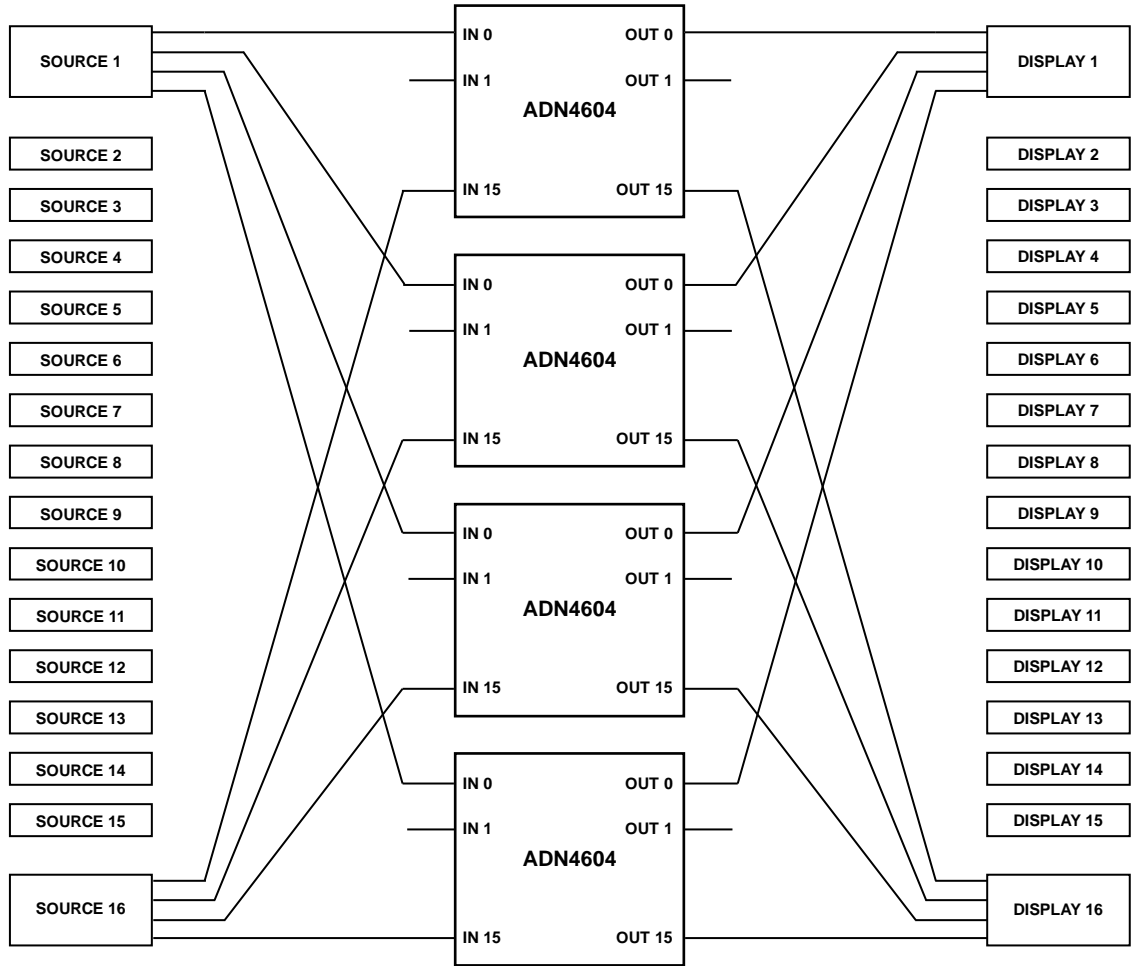 SOURCE 1
SOURCE 2
SOURCE 3
SOURCE 4
SOURCE 5
SOURCE 6
SOURCE 7
SOURCE 8
SOURCE 9
SOURCE 10
SOURCE 11
SOURCE 12
SOURCE 13
SOURCE 14
SOURCE 15
SOURCE 16
IN 0 OUT 0
IN 1 OUT 1
ADN4604
IN 15 OUT 15
IN 0 OUT 0
IN 1 OUT 1
ADN4604
IN 15 OUT 15
IN 0 OUT 0
IN 1 OUT 1
ADN4604
IN 15 OUT 15
IN 0 OUT 0
IN 1 OUT 1
ADN4604
IN 15 OUT 15
DISPLAY 1
DISPLAY 2
DISPLAY 3
DISPLAY 4
DISPLAY 5
DISPLAY 6
DISPLAY 7
DISPLAY 8
DISPLAY 9
DISPLAY 10
DISPLAY 11
DISPLAY 12
DISPLAY 13
DISPLAY 14
DISPLAY 15
DISPLAY 16